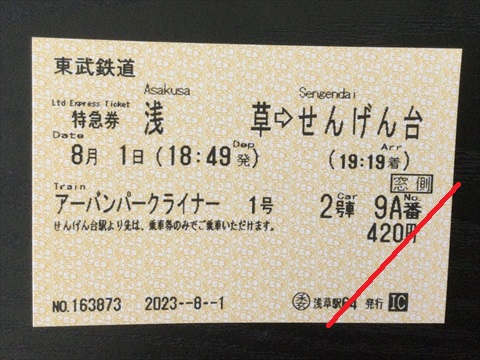 東武鉄道
Asakusa Sengendai
Ltd Express Ticket
特急券 浅 草⇨せんげん台
Date Dep Arr
8月 1日(18:49発) (19:19着)
窓側
Train Car No.
アーバンパークライナー 1号 2号車 9A番
せんげん台駅より先は、乗車券のみでご乗車いただけます。 420円
NO.163873 2023--8--1 委 浅草駅64 発行 IC